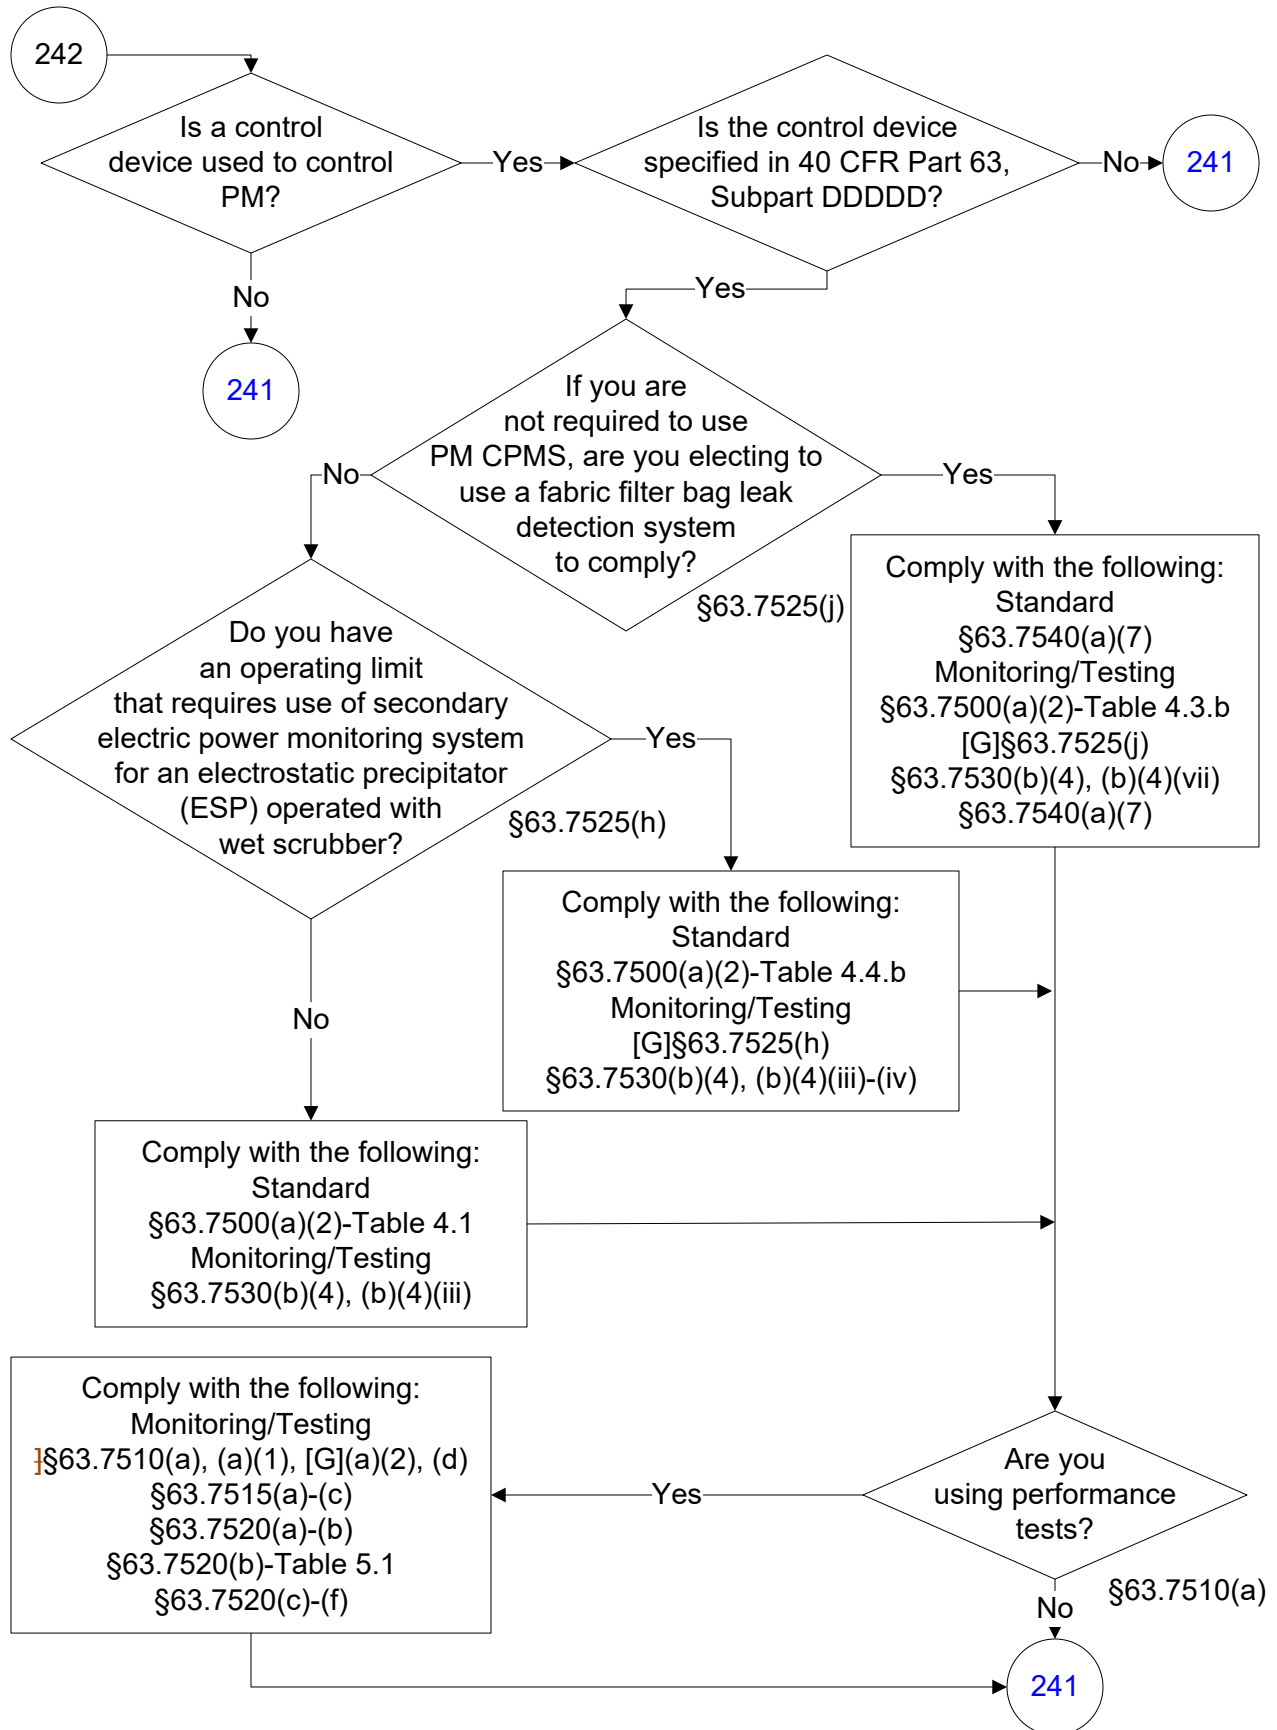 242
Is a control
device used to control
PM?
Yes
Is the control device
specified in 40 CFR Part 63,
Subpart DDDDD?
No
241
No
241
Yes
If you are
not required to use
PM CPMS, are you electing to
use a fabric filter bag leak
detection system
to comply?
§63.7525(j)
No
Yes
Comply with the following:
Standard
§63.7540(a)(7)
Monitoring/Testing
§63.7500(a)(2)-Table 4.3.b
[G]§63.7525(j)
§63.7530(b)(4), (b)(4)(vii)
§63.7540(a)(7)
Do you have
an operating limit
that requires use of secondary
electric power monitoring system
for an electrostatic precipitator
(ESP) operated with
wet scrubber?
§63.7525(h)
Yes
Comply with the following:
Standard
§63.7500(a)(2)-Table 4.4.b
Monitoring/Testing
[G]§63.7525(h)
§63.7530(b)(4), (b)(4)(iii)-(iv)
No
Comply with the following:
Standard
§63.7500(a)(2)-Table 4.1
Monitoring/Testing
§63.7530(b)(4), (b)(4)(iii)
Are you
using performance
tests?
§63.7510(a)
Yes
Comply with the following:
Monitoring/Testing
]§63.7510(a), (a)(1), [G](a)(2), (d)
§63.7515(a)-(c)
§63.7520(a)-(b)
§63.7520(b)-Table 5.1
§63.7520(c)-(f)
No
241